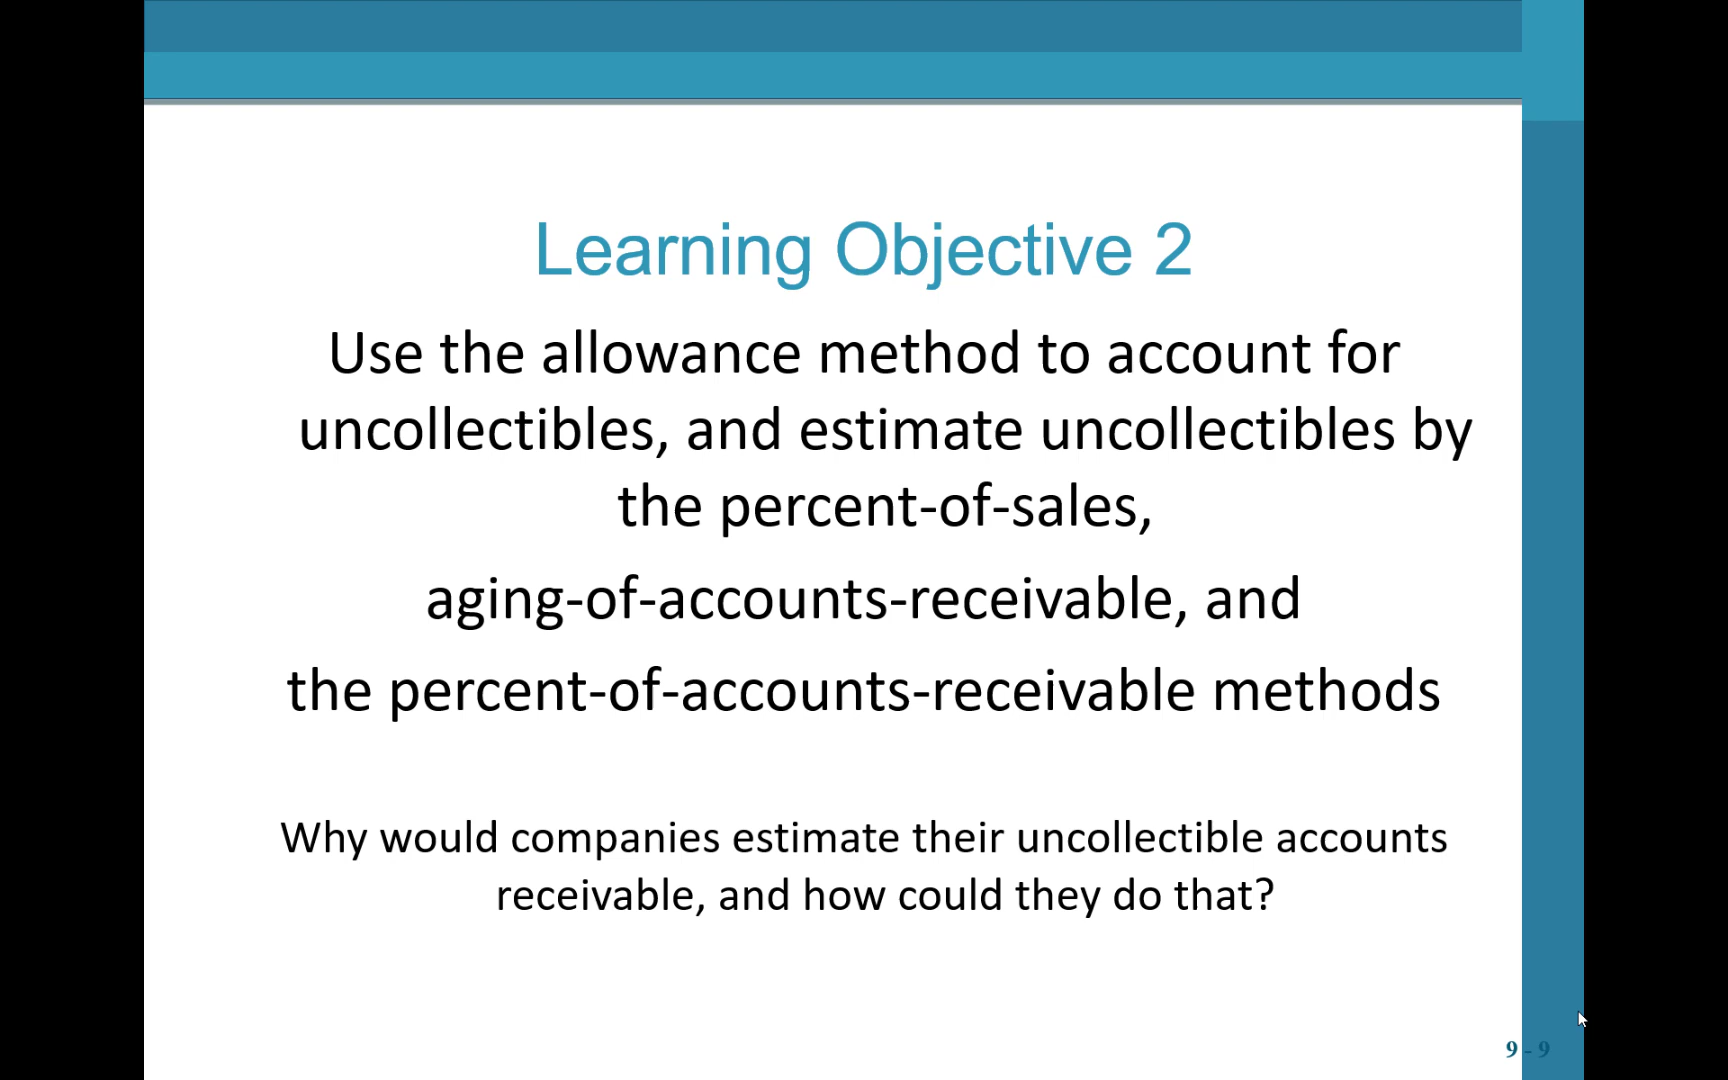 Learning Objective 2
Use the allowance method to account for
uncollectibles, and estimate uncollectibles by
the percent-of-sales,
aging-of-accounts-receivable, and
the percent-of-accounts-receivable methods
Why would companies estimate their uncollectible accounts
receivable, and how could they do that?
9 - 9